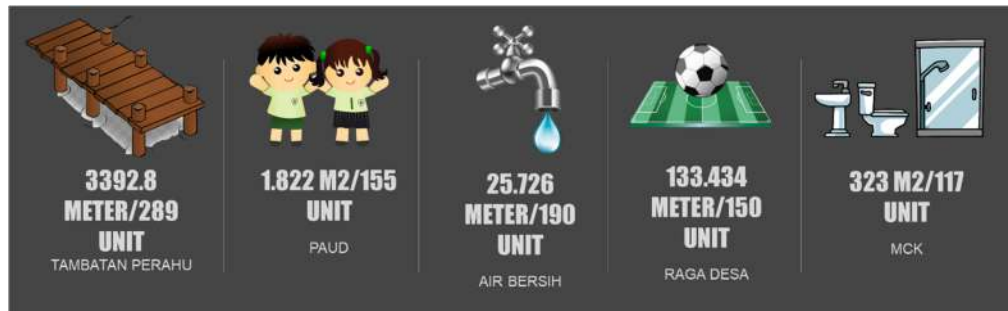 3392.8
METER/289
UNIT
TAMBATAN PERAHU
1.822 M2/155
UNIT
PAUD
25.726
METER/190
UNIT
AIR BERSIH
133.434
METER/150
UNIT
RAGA DESA
323 M2/117
UNIT
MCK